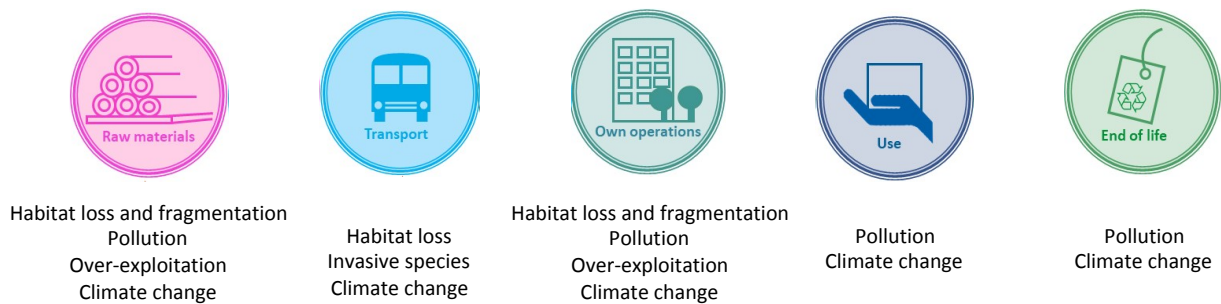 Raw materials
Transport
Own operations
Use
End of life
Habitat loss and fragmentation
Pollution
Over-exploitation
Climate change
Habitat loss
Invasive species
Climate change
Habitat loss and fragmentation
Pollution
Over-exploitation
Climate change
Pollution
Climate change
Pollution
Climate change